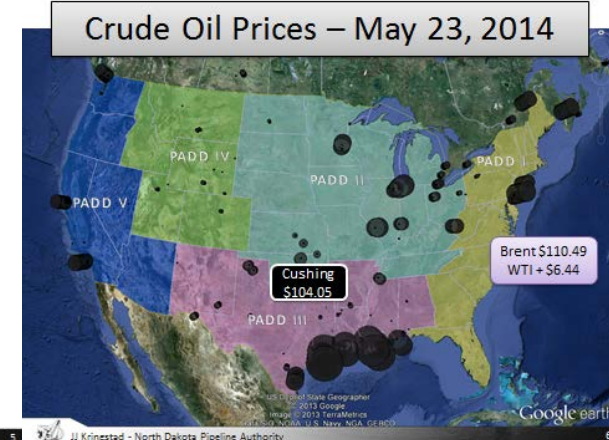 Crude Oil Prices – May 23, 2014
PADD IV
PADD I
PADD II
PADD V
Brent $110.49
WTI + $6.44
Cushing
$104.05
PADD III
US Dept of State Geographer
© 2013 Google
Image © 2013 TerraMetrics
Data SIO, NOAA, U.S. Navy, NGA, GEBCO
Google earth
5 JJ Kringstad - North Dakota Pipeline Authority